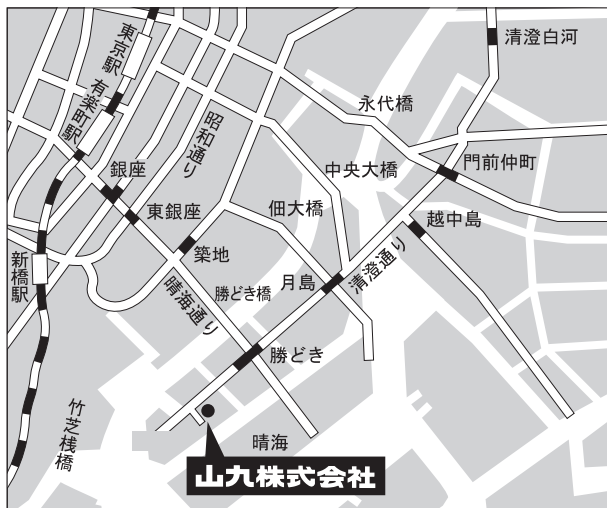 清澄白河
東京駅
有楽町駅
昭和通り
永代橋
中央大橋
門前仲町
銀座
東銀座
佃大橋
越中島
築地
新橋駅
晴海通り
勝どき橋
月島
清澄通り
勝どき
竹芝桟橋
晴海
山九株式会社